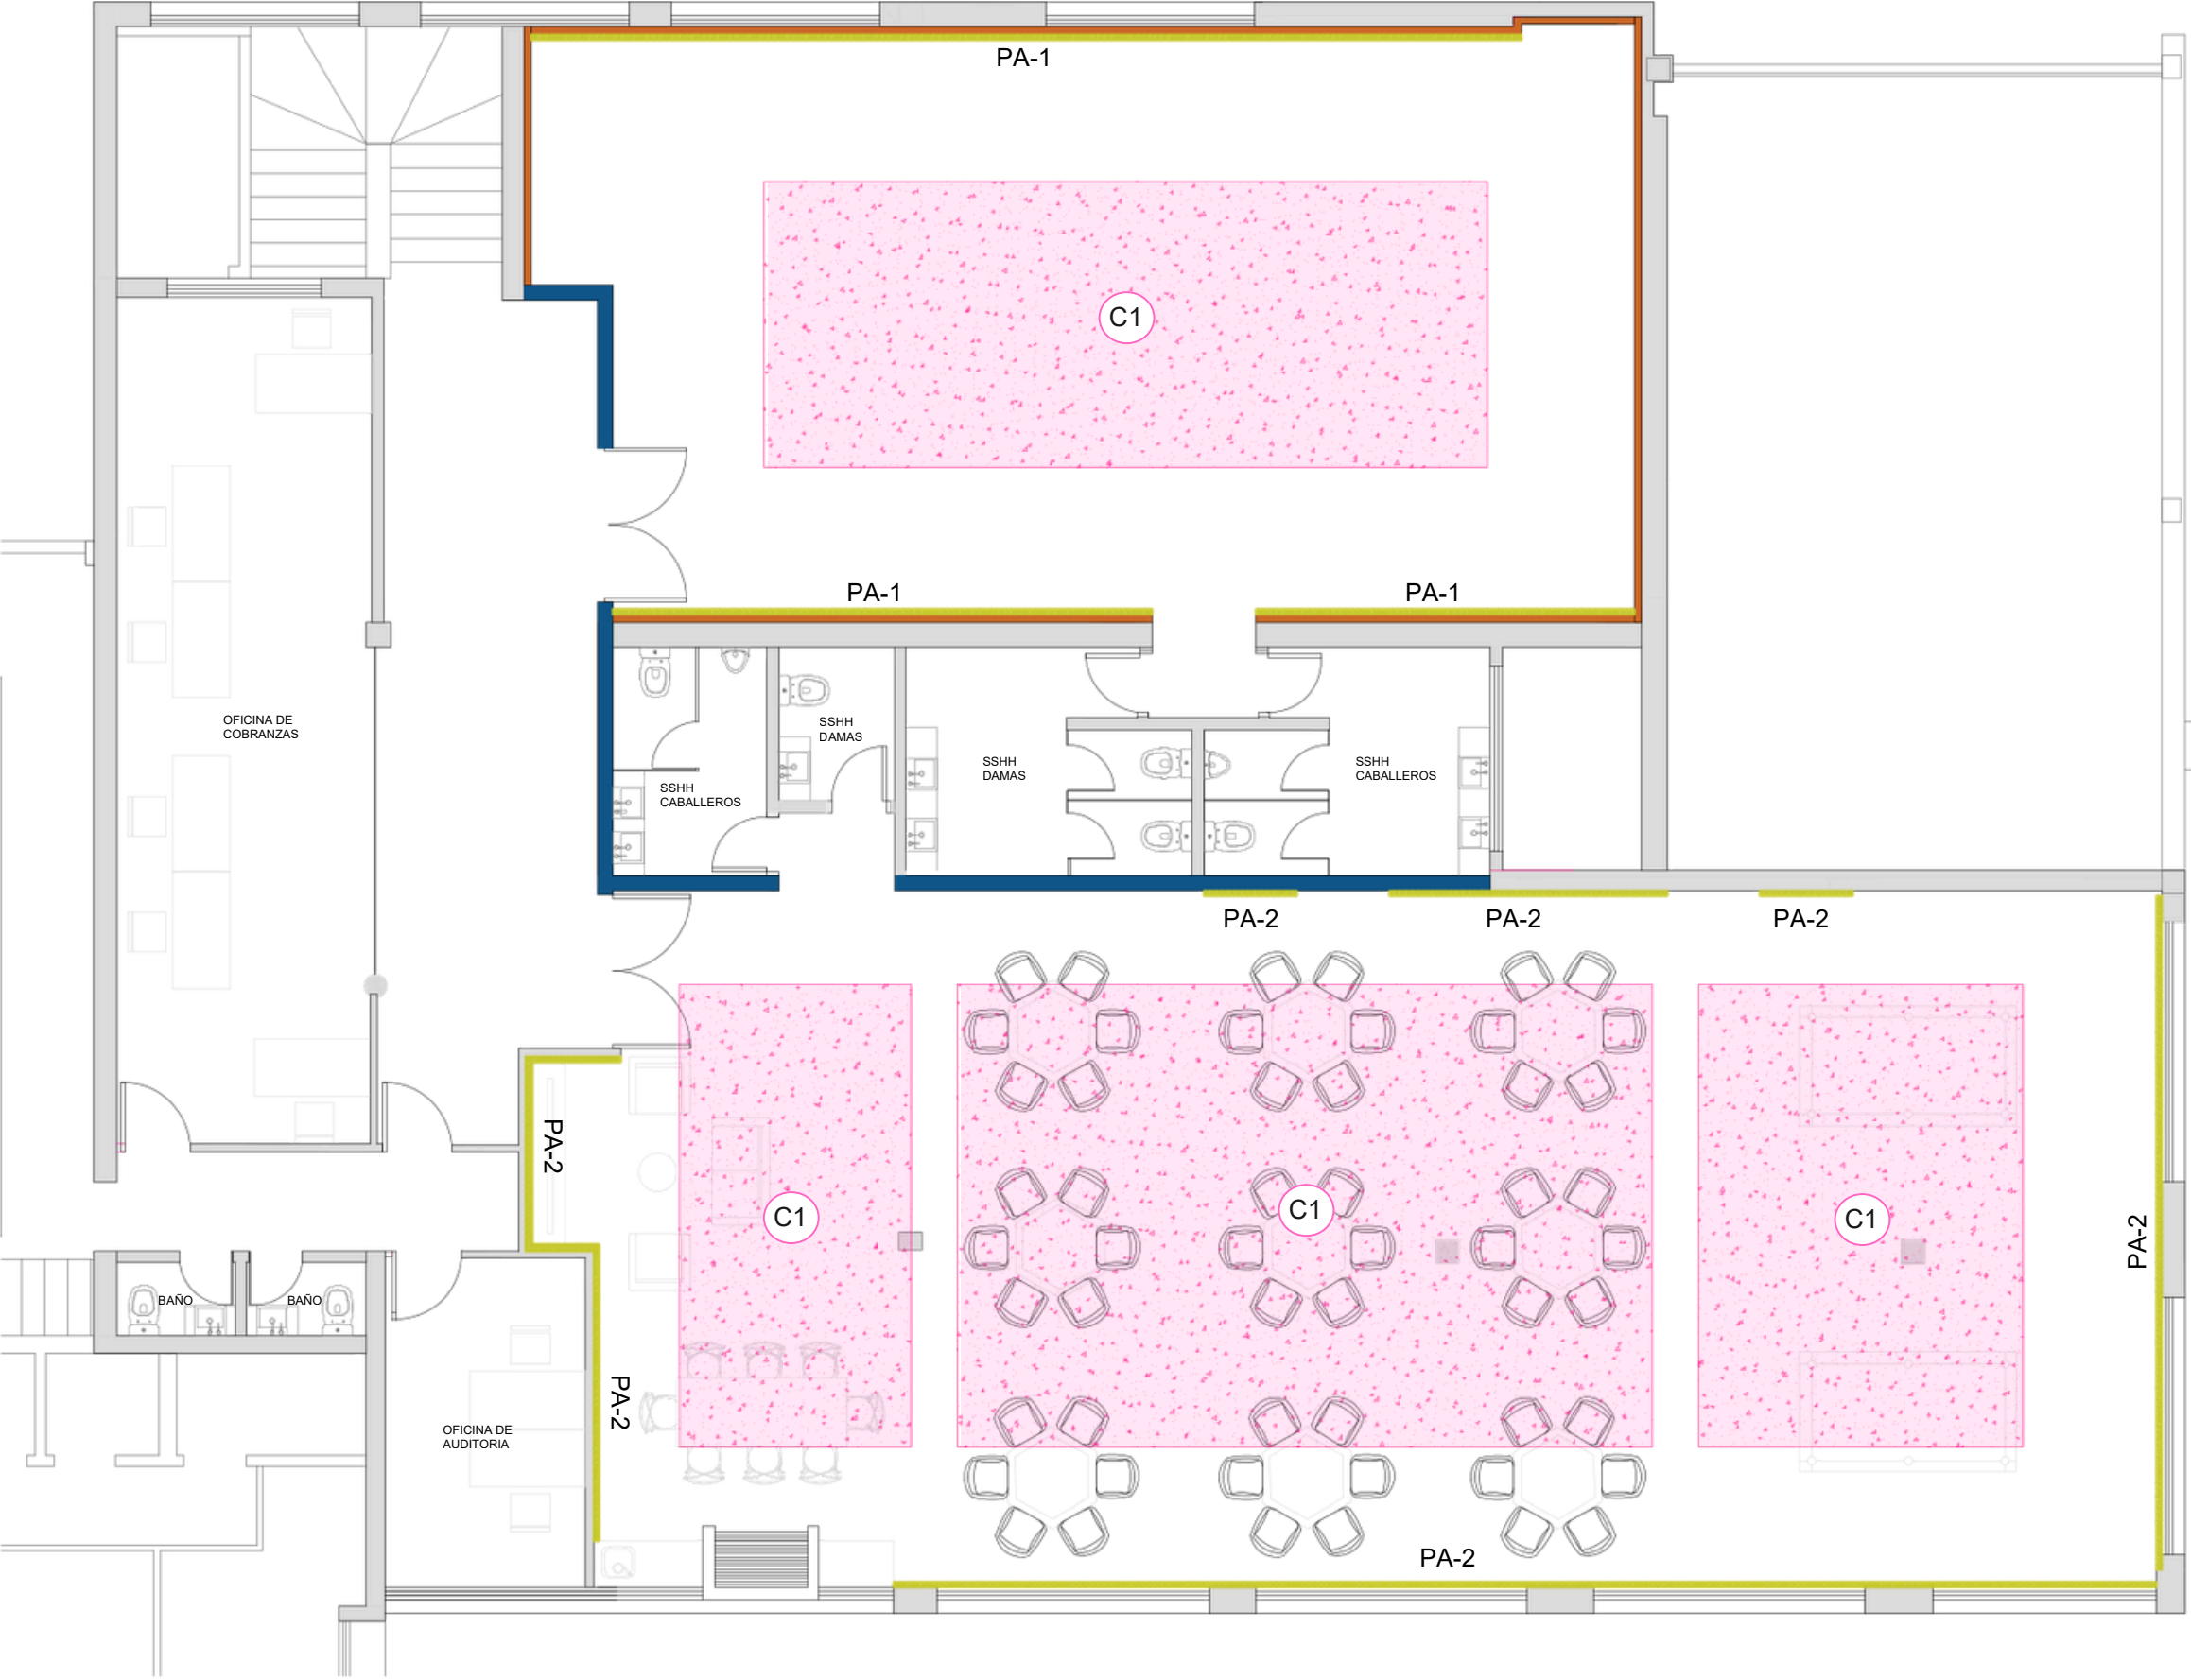 PA-1
C1
PA-1
PA-1
OFICINA DE
COBRANZAS
SSHH
DAMAS
SSHH
CABALLEROS
SSHH
DAMAS
SSHH
CABALLEROS
PA-2
PA-2
PA-2
PA-2
C1
C1
C1
PA-2
BAÑO
BAÑO
PA-2
OFICINA DE
AUDITORIA
PA-2